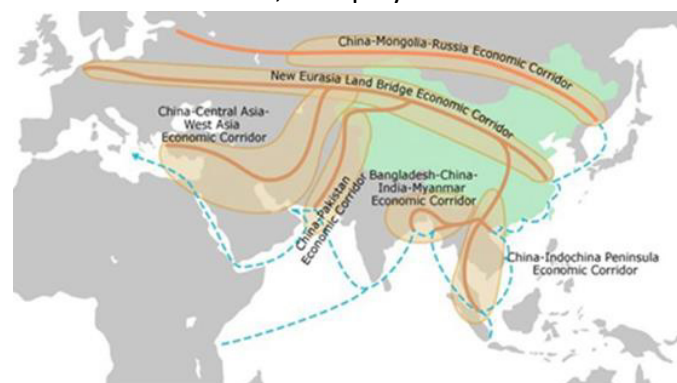 China-Mongolia-Russia Economic Corridor
New Eurasia Land Bridge Economic Corridor
China-Central Asia-
West Asia
Economic Corridor
China-Pakistan
Economic Corridor
Bangladesh-China-
India-Myanmar
Economic Corridor
China-Indochina Peninsula
Economic Corridor